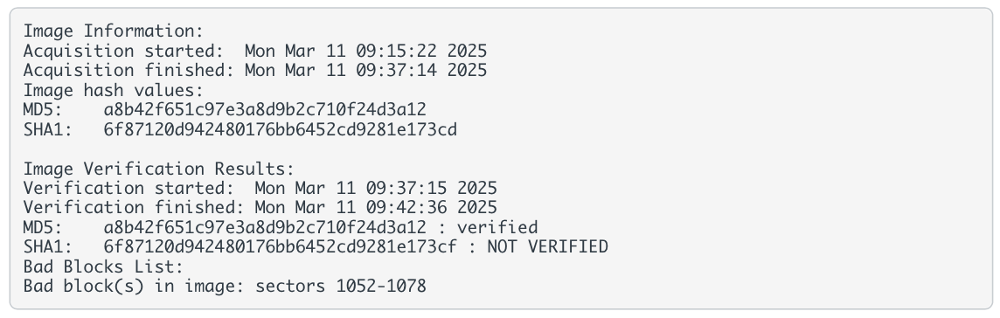 Image Information:
Acquisition started:  Mon Mar 11 09:15:22 2025
Acquisition finished: Mon Mar 11 09:37:14 2025
Image hash values:
MD5:    a8b42f651c97e3a8d9b2c710f24d3a12
SHA1:   6f87120d942480176bb6452cd9281e173cd

Image Verification Results:
Verification started:  Mon Mar 11 09:37:15 2025
Verification finished: Mon Mar 11 09:42:36 2025
MD5:    a8b42f651c97e3a8d9b2c710f24d3a12 : verified
SHA1:   6f87120d942480176bb6452cd9281e173cf : NOT VERIFIED
Bad Blocks List:
Bad block(s) in image: sectors 1052-1078